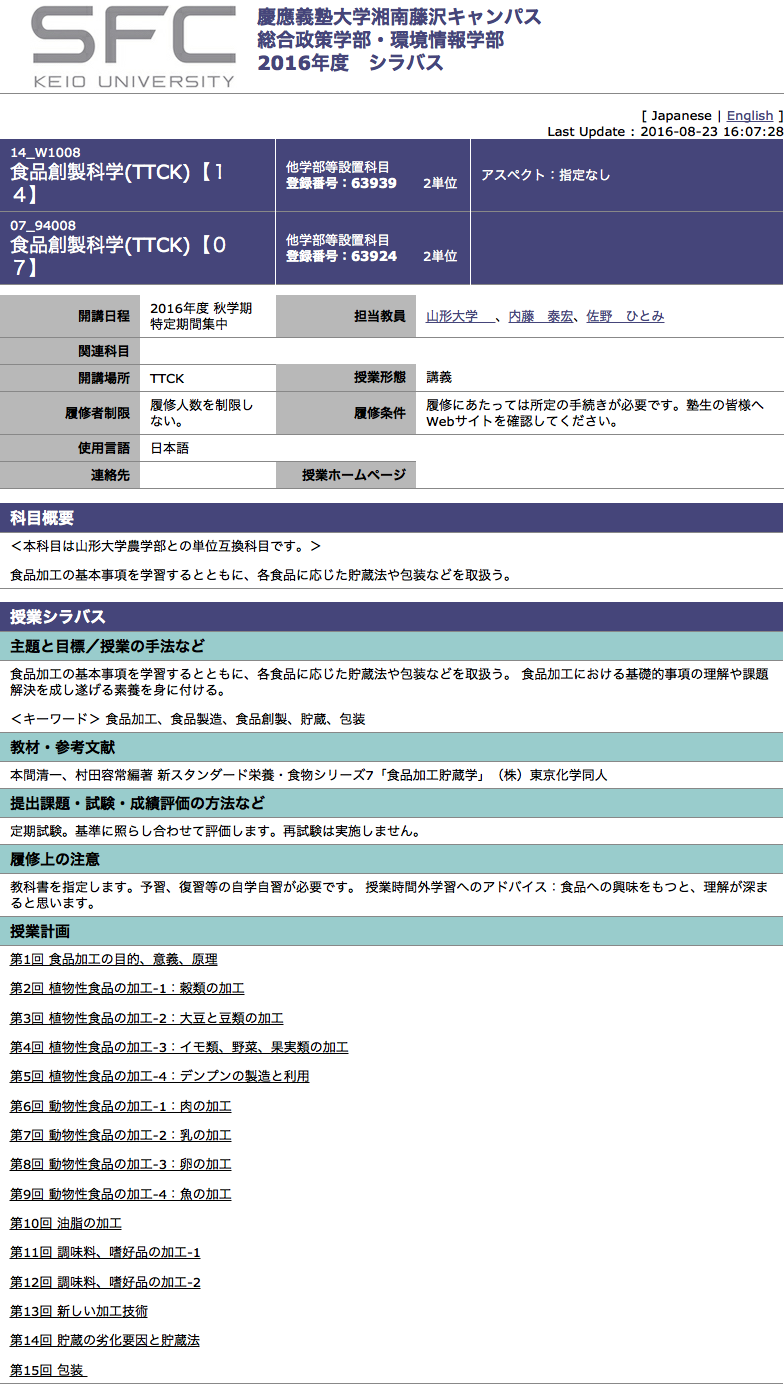 SFC
KEIO UNIVERSITY
慶應義塾大学湘南藤沢キャンパス
総合政策学部・環境情報学部
2016年度　シラバス
[ Japanese | English ]
Last Update : 2016-08-23 16:07:28
14_W1008
食品創製科学(TTCK)【１
４】
他学部等設置科目
登録番号：63939　2単位
アスペクト：指定なし
07_94008
食品創製科学(TTCK)【０
７】
他学部等設置科目
登録番号：63924　2単位
開講日程
2016年度 秋学期
特定期間集中
担当教員
山形大学　、内藤　泰宏、佐野　ひとみ
関連科目
開講場所
TTCK
授業形態
講義
履修者制限
履修人数を制限し
ない。
履修条件
履修にあたっては所定の手続きが必要です。塾生の皆様へ
Webサイトを確認してください。
使用言語
日本語
連絡先
授業ホームページ
科目概要
＜本科目は山形大学農学部との単位互換科目です。＞
食品加工の基本事項を学習するとともに、各食品に応じた貯蔵法や包装などを取扱う。
授業シラバス
主題と目標／授業の手法など
食品加工の基本事項を学習するとともに、各食品に応じた貯蔵法や包装などを取扱う。 食品加工における基礎的事項の理解や課題
解決を成し遂げる素養を身に付ける。
＜キーワード＞ 食品加工、食品製造、食品創製、貯蔵、包装
教材・参考文献
本間清一、村田容常編著 新スタンダード栄養・食物シリーズ7「食品加工貯蔵学」（株）東京化学同人
提出課題・試験・成績評価の方法など
定期試験。基準に照らし合わせて評価します。再試験は実施しません。
履修上の注意
教科書を指定します。予習、復習等の自学自習が必要です。 授業時間外学習へのアドバイス：食品への興味をもつと、理解が深ま
ると思います。
授業計画
第1回 食品加工の目的、意義、原理
第2回 植物性食品の加工-1：穀類の加工
第3回 植物性食品の加工-2：大豆と豆類の加工
第4回 植物性食品の加工-3：イモ類、野菜、果実類の加工
第5回 植物性食品の加工-4：デンプンの製造と利用
第6回 動物性食品の加工-1：肉の加工
第7回 動物性食品の加工-2：乳の加工
第8回 動物性食品の加工-3：卵の加工
第9回 動物性食品の加工-4：魚の加工
第10回 油脂の加工
第11回 調味料、嗜好品の加工-1
第12回 調味料、嗜好品の加工-2
第13回 新しい加工技術
第14回 貯蔵の劣化要因と貯蔵法
第15回 包装